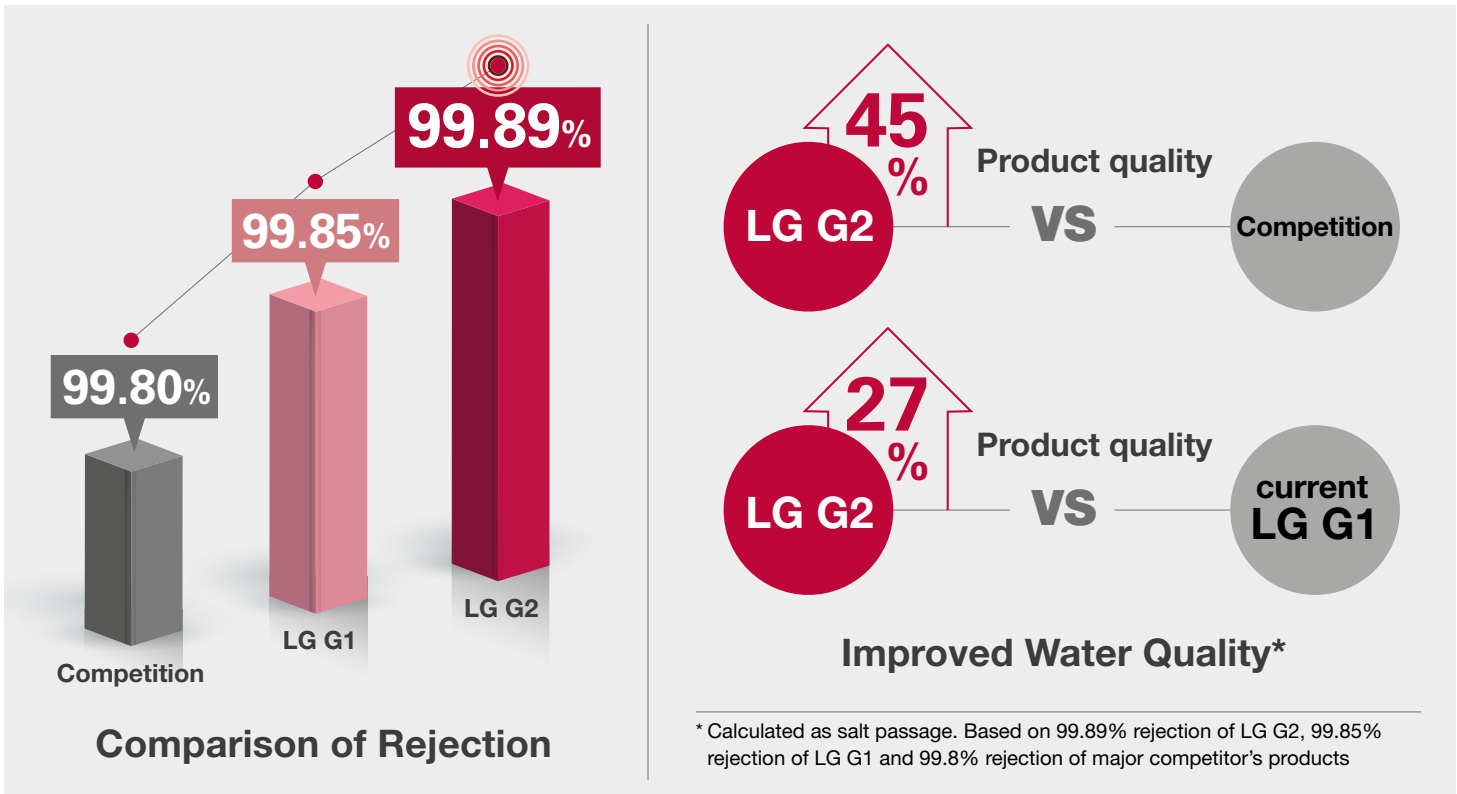 99.89%
99.85%
99.80%
LG G2
LG G1
Competition
Comparison of Rejection
45
%
LG G2
Product quality
VS
Competition
27
%
LG G2
Product quality
VS
current
LG G1
Improved Water Quality*
* Calculated as salt passage. Based on 99.89% rejection of LG G2, 99.85%
rejection of LG G1 and 99.8% rejection of major competitor's products